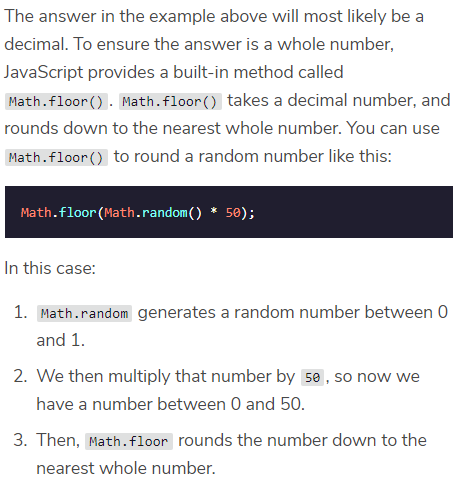 The answer in the example above will most likely be a
decimal. To ensure the answer is a whole number,
JavaScript provides a built-in method called
Math.floor() . Math.floor() takes a decimal number, and
rounds down to the nearest whole number. You can use
Math.floor() to round a random number like this:
Math.floor(Math.random() * 50);
In this case:
1. Math.random generates a random number between 0
and 1.
2. We then multiply that number by 50 , so now we
have a number between 0 and 50.
3. Then, Math.floor rounds the number down to the
nearest whole number.